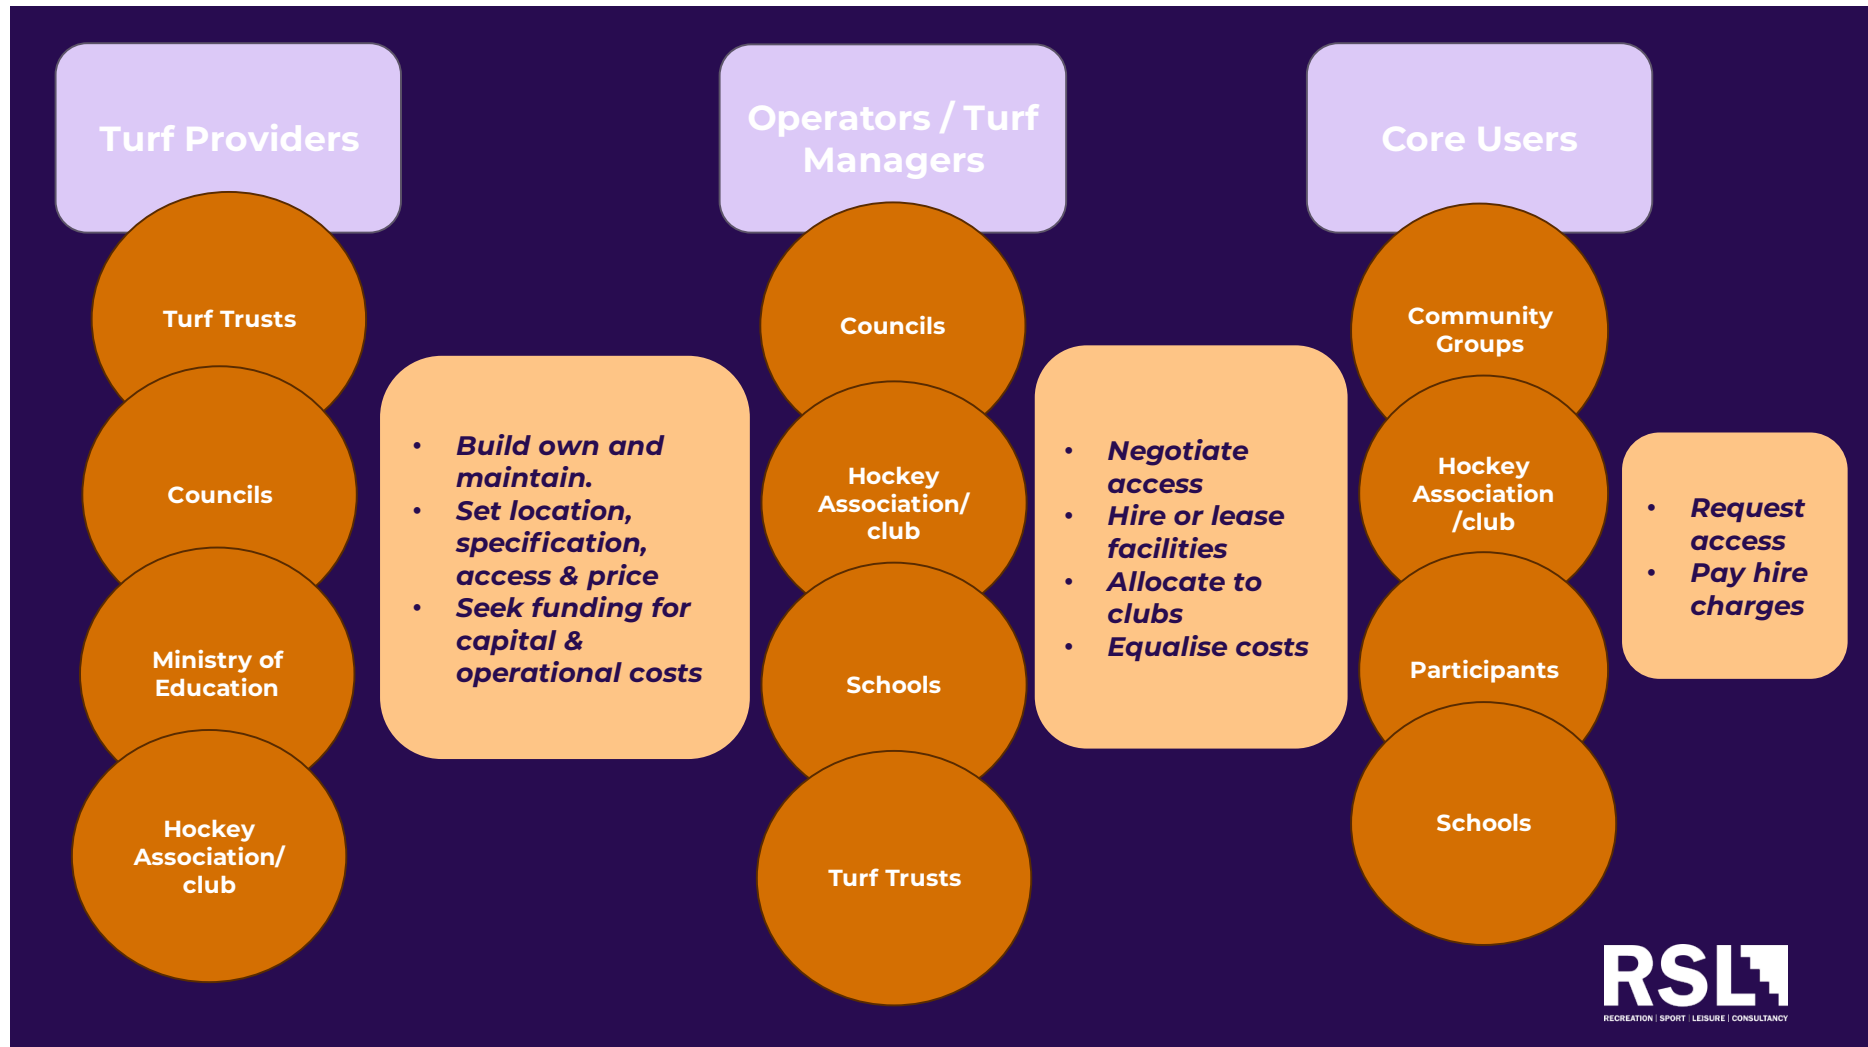 Turf Providers
Turf Trusts
Councils
Ministry of
Education
Hockey
Association/
club
• Build own and
maintain.
• Set location,
specification,
access & price
• Seek funding for
capital &
operational costs
Operators / Turf
Managers
Councils
Hockey
Association/
club
Schools
Turf Trusts
• Negotiate
access
• Hire or lease
facilities
• Allocate to
clubs
• Equalise costs
Core Users
Community
Groups
Hockey
Association
/club
Participants
Schools
• Request
access
• Pay hire
charges
RSL
RECREATION | SPORT | LEISURE | CONSULTANCY